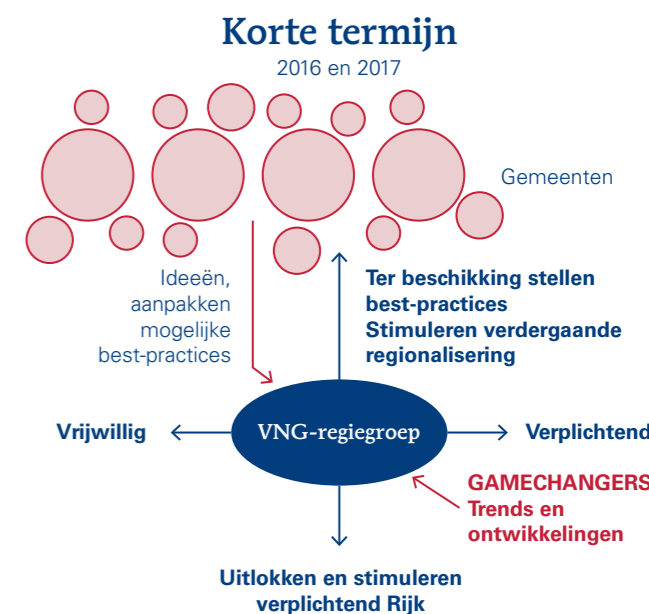 Korte termijn
2016 en 2017
Gemeenten
Ideeën,
aanpakken
mogelijke
best-practices
Ter beschikking stellen
best-practices
Stimuleren verdergaande
regionalisering
Vrijwillig
VNG-regiegroep
Verplichtend
GAMECHANGERS
Trends en
ontwikkelingen
Uitlokken en stimuleren
verplichtend Rijk